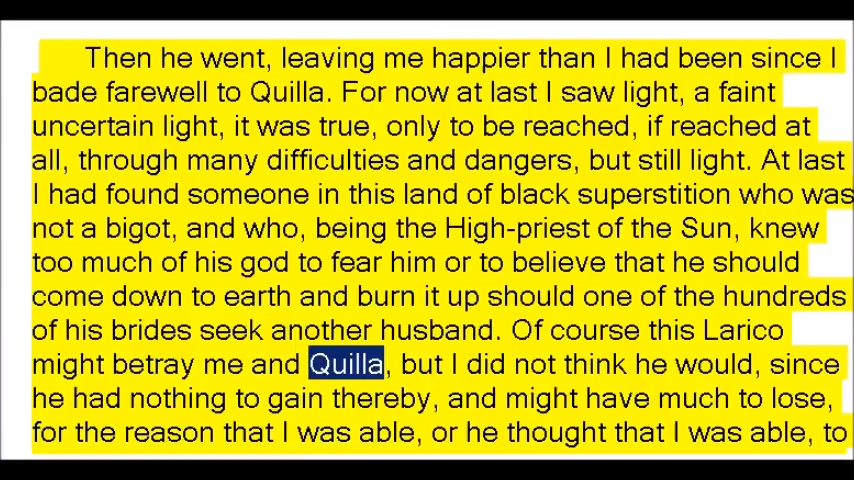 Then he went, leaving me happier than I had been since I
bade farewell to Quilla. For now at last I saw light, a faint
uncertain light, it was true, only to be reached, if reached at
all, through many difficulties and dangers, but still light. At last
I had found someone in this land of black superstition who was
not a bigot, and who, being the High-priest of the Sun, knew
too much of his god to fear him or to believe that he should
come down to earth and burn it up should one of the hundreds
of his brides seek another husband. Of course this Larico
might betray me and Quilla, but I did not think he would, since
he had nothing to gain thereby, and might have much to lose,
for the reason that I was able, or he thought that I was able, to